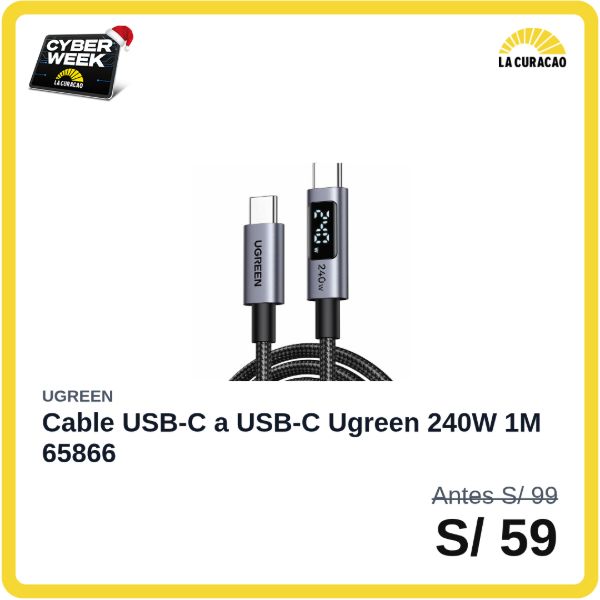 CYBER
WEEK
LA CURACAO
LA CURACAO
UGREEN
240
W
240W
UGREEN
Cable USB-C a USB-C Ugreen 240W 1M
65866
Antes S/ 99
S/ 59